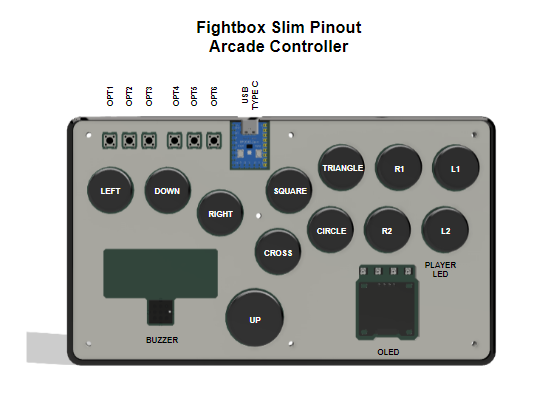 Fightbox Slim Pinout
Arcade Controller
OPT1
OPT2
OPT3
OPT4
OPT5
OPT6
USB
TYPE C
TRIANGLE
R1
L1
LEFT
DOWN
SQUARE
RIGHT
CIRCLE
R2
L2
CROSS
PLAYER
LED
UP
BUZZER
OLED